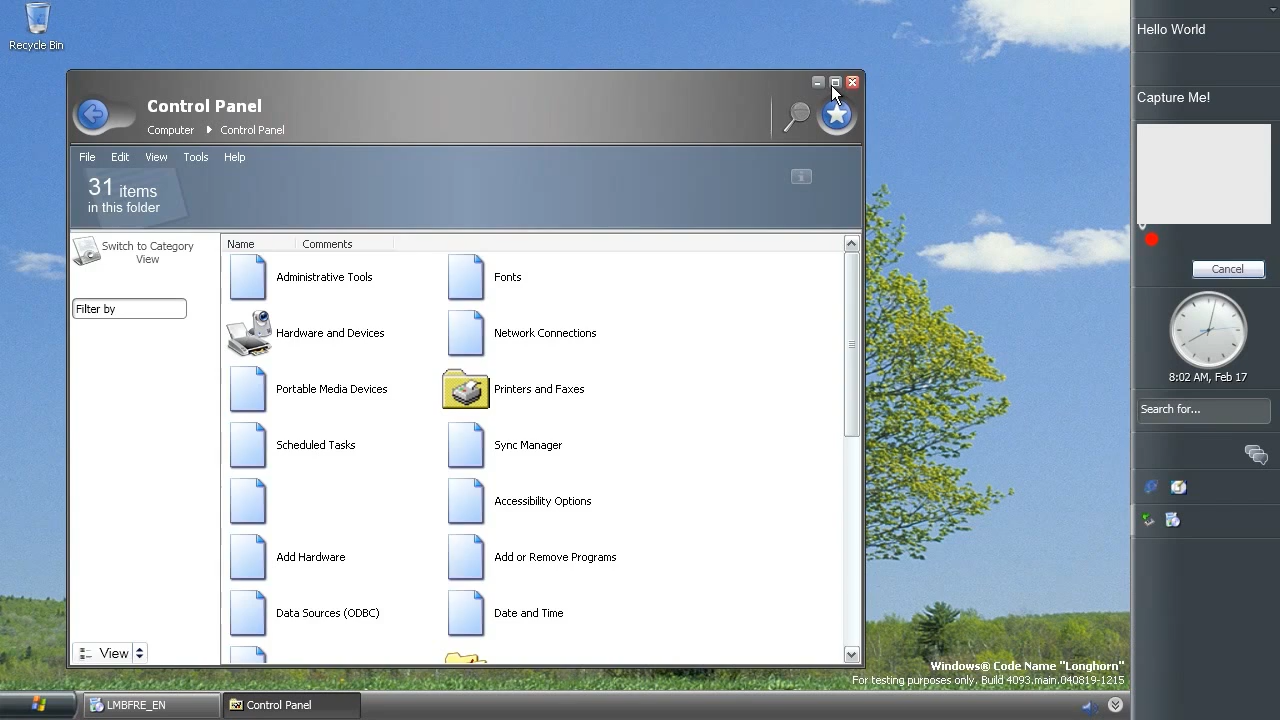 Recycle Bin
Control Panel
Computer Control Panel
File Edit View Tools Help
31 items
in this folder
Switch to Category
View
Filter by
Name Comments
Administrative Tools
Fonts
Hardware and Devices
Network Connections
Portable Media Devices
Printers and Faxes
Scheduled Tasks
Sync Manager
Accessibility Options
Add Hardware
Add or Remove Programs
Data Sources (ODBC)
Date and Time
View
Hello World
Capture Me!
Cancel
8:02 AM, Feb 17
Search for...
Windows® Code Name "Longhorn"
For testing purposes only. Build 4093.main.040819-1215
LMBFRE_EN
Control Panel